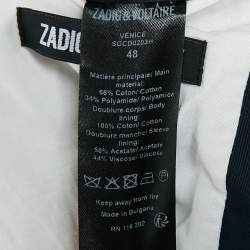 ZADIG & VOLTAIRE
VENICE
SGCD0203H
48
ZADIG
Matière principale/ Main
material:
66% Coton/ Cotton
34% Polyamide/ Polyamide
Doublure corps/ Body
lining:
100% Coton/ Cotton
Doublure manche/ Sleeve
lining:
56% Acetate/ Acetate
44% Viscose/ Viscose
Keep away from fire
Made in Bulgaria
RN 116 202